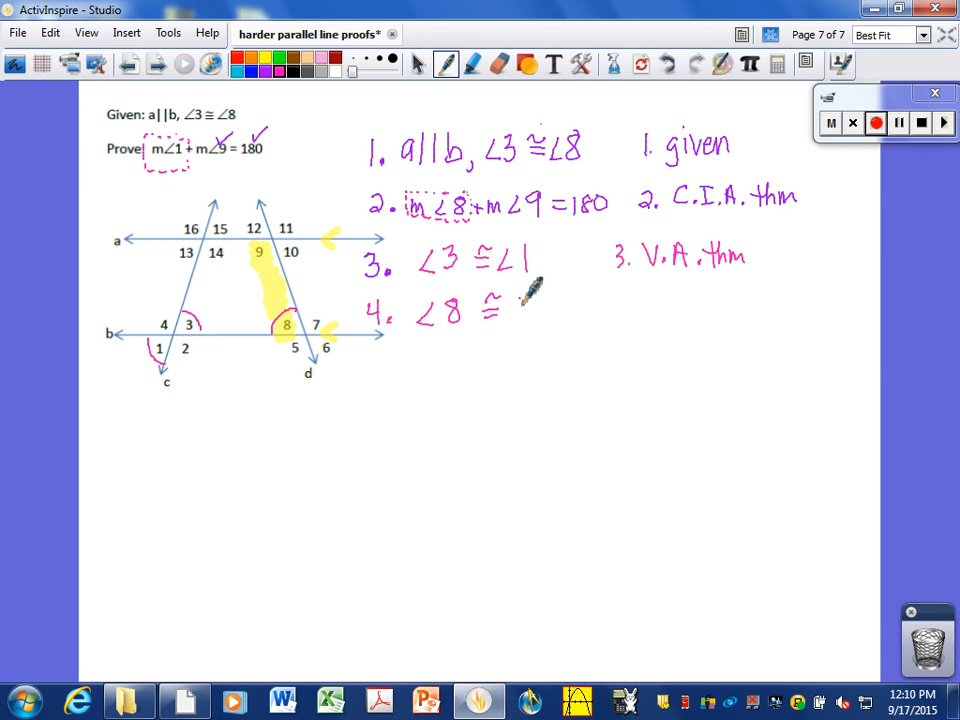 ActivInspire - Studio
File Edit View Insert Tools Help harder parallel line proofs* Page 7 of 7 Best Fit
Given: a||b, ∠3 ≅ ∠8
Prove: m∠1 + m∠9 = 180
1. a||b, ∠3 ≅ ∠8 1. given
2. m∠8 + m∠9 = 180 2. C.I.A. thm
3. ∠3 ≅ ∠1 3. V.A. thm
4. ∠8 ≅
16 15 12 11
a
13 14 9 10
4 3 8 7
b
1 2 5 6
c d
M
12:10 PM
9/17/2015